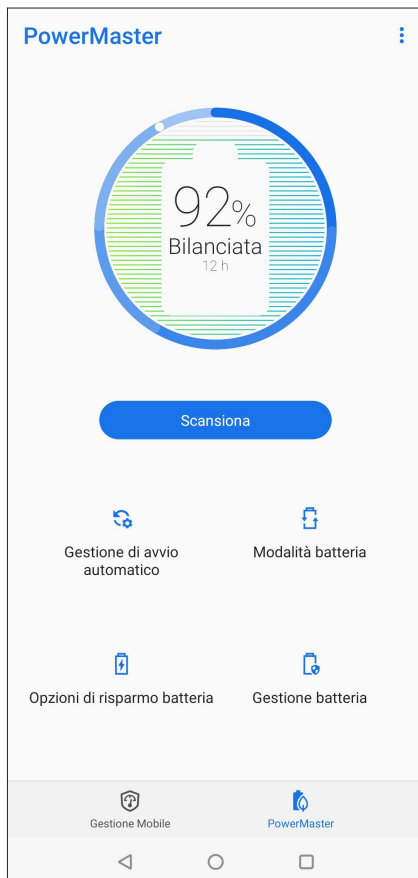 PowerMaster
92%
Bilanciata
12 h
Scansiona
Gestione di avvio
automatico
Modalità batteria
Opzioni di risparmio batteria
Gestione batteria
Gestione Mobile
PowerMaster